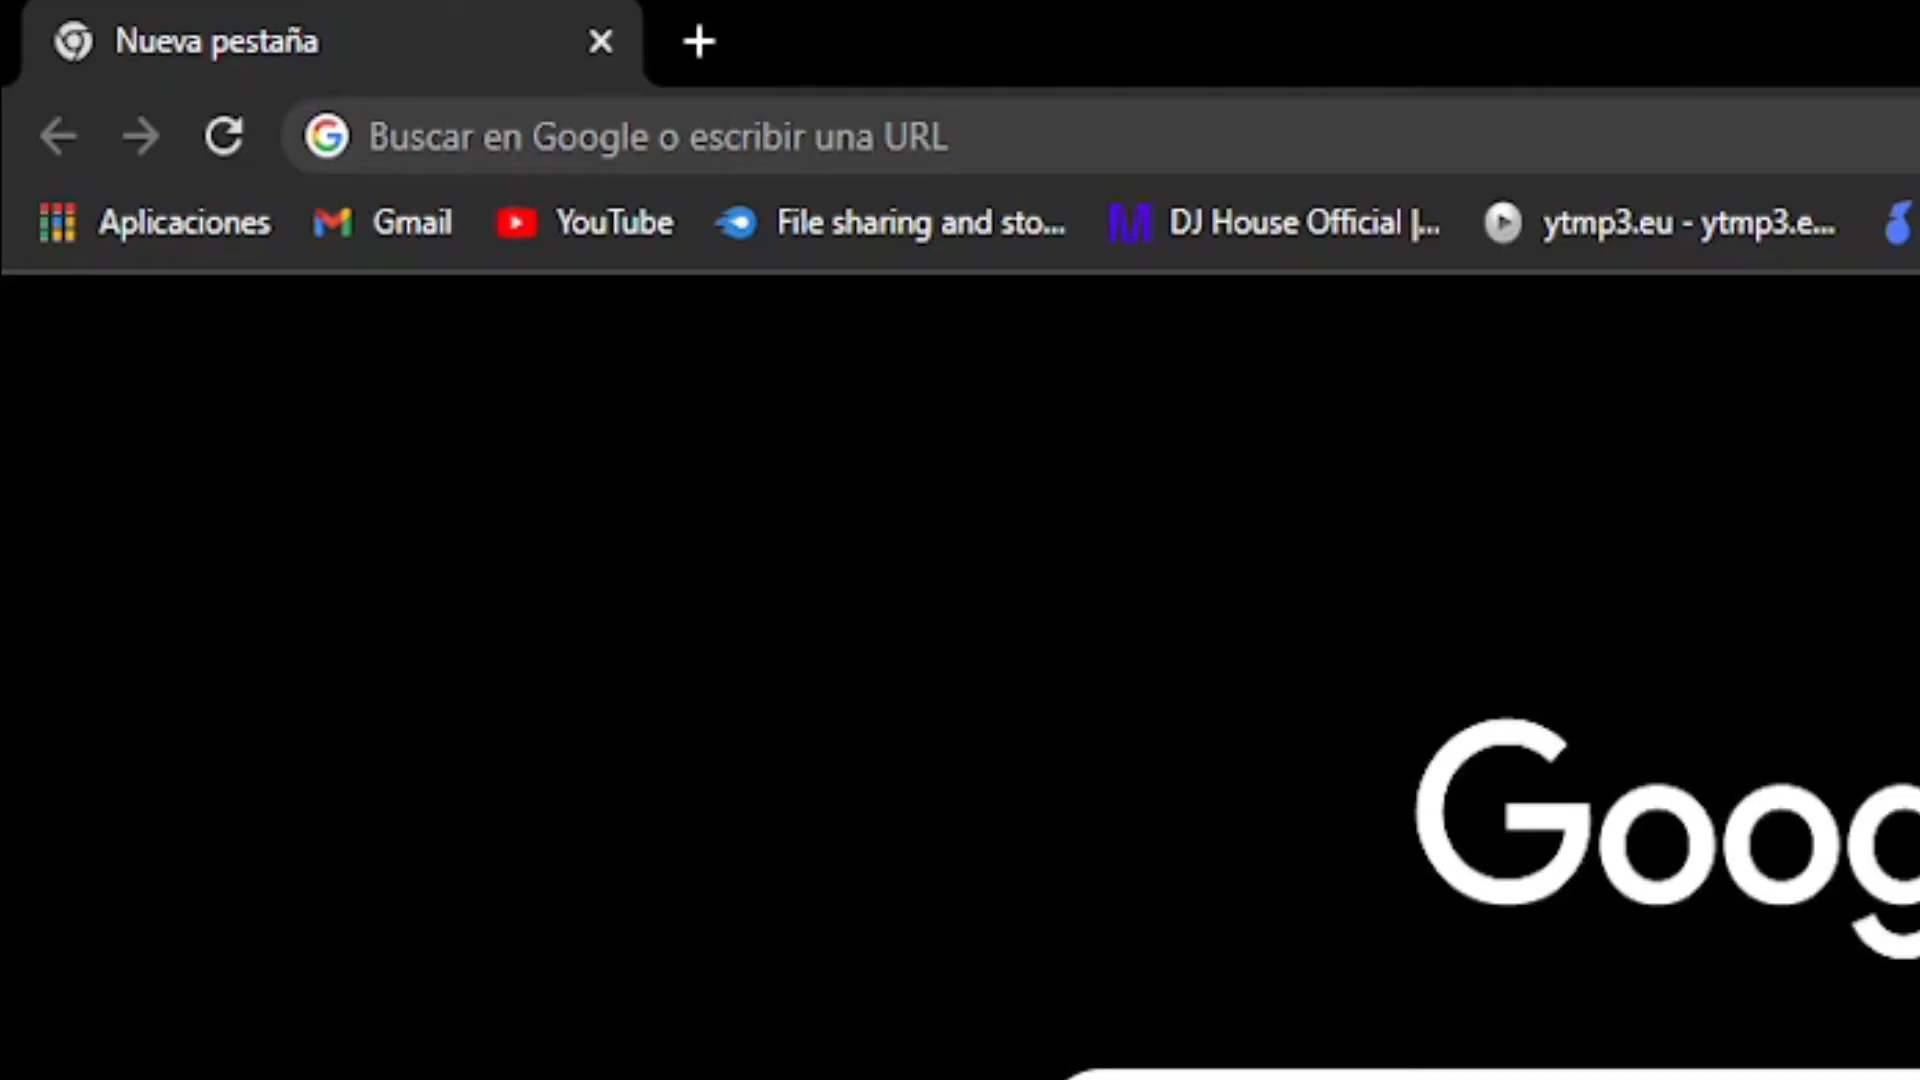 Nueva pestaña
Buscar en Google o escribir una URL
Aplicaciones Gmail YouTube File sharing and sto... DJ House Official |... ytmp3.eu - ytmp3.e...
Goog